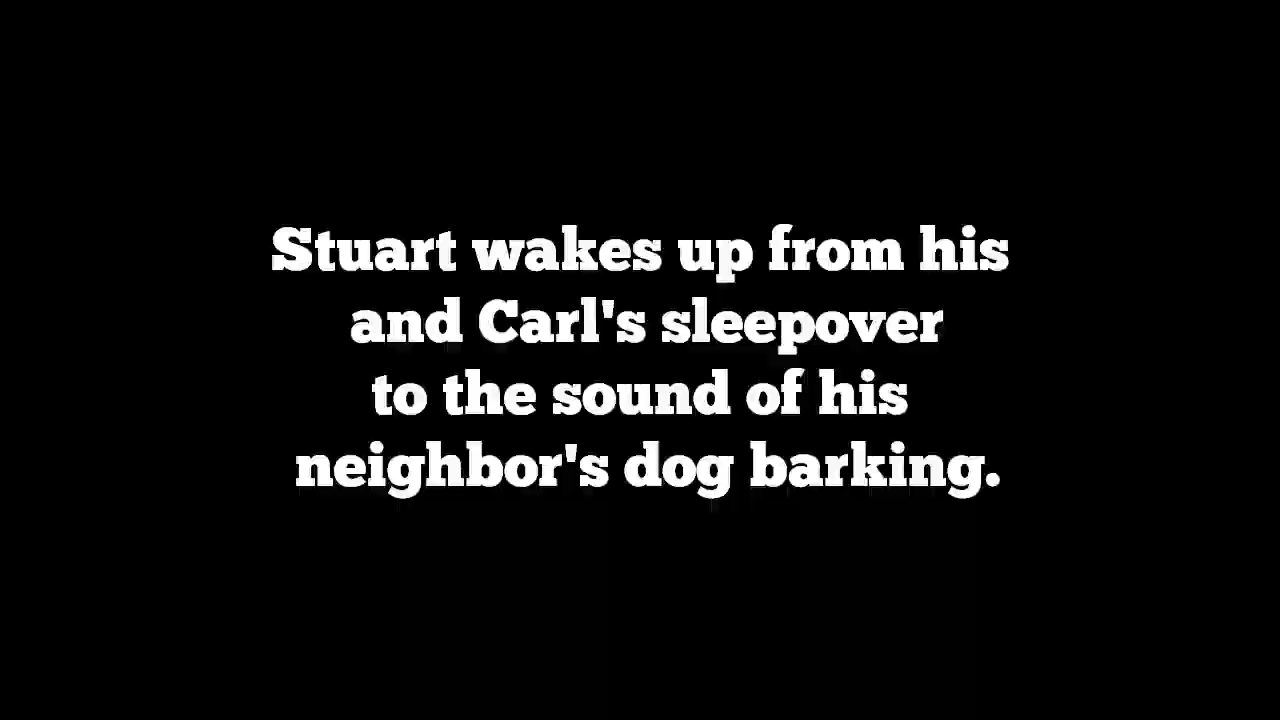 Stuart wakes up from his
and Carl's sleepover
to the sound of his
neighbor's dog barking.